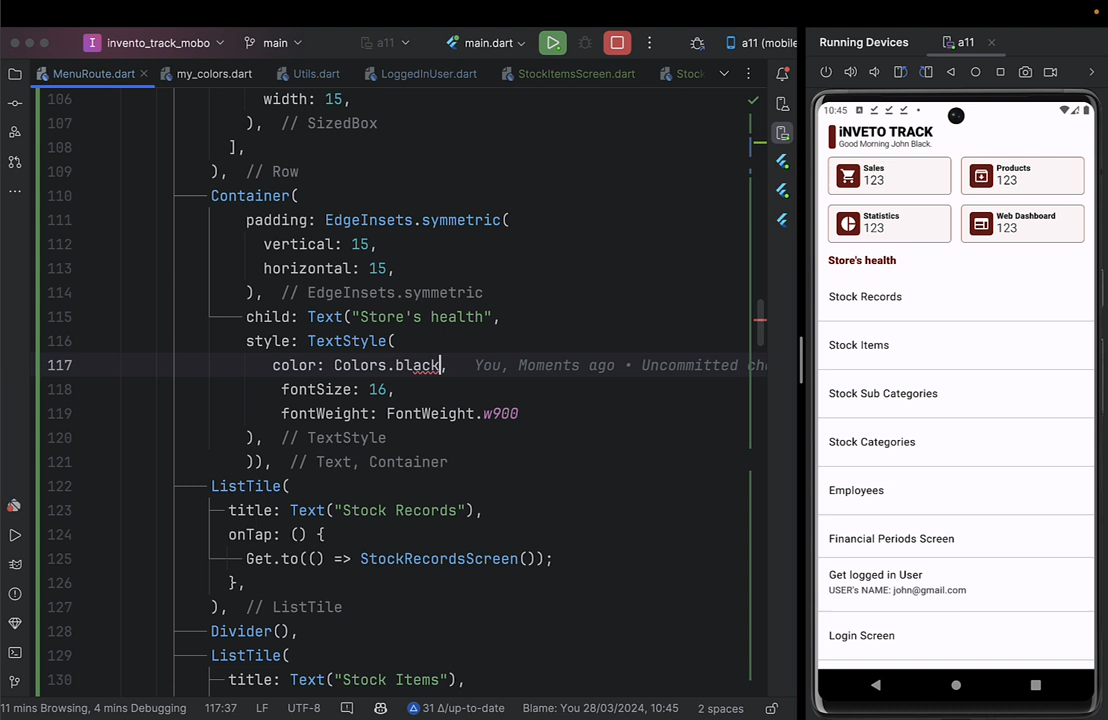 invento_track_mobo
main
a11
main.dart
a11 (mobile
Running Devices
a11
MenuRoute.dart
my_colors.dart
Utils.dart
LoggedInUser.dart
StockItemsScreen.dart
Stock
106 width: 15,
107 ), // SizedBox
108 ],
109 ), // Row
110 Container(
111 padding: EdgeInsets.symmetric(
112 vertical: 15,
113 horizontal: 15,
114 ), // EdgeInsets.symmetric
115 child: Text("Store's health",
116 style: TextStyle(
117 color: Colors.black, You, Moments ago • Uncommitted ch
118 fontSize: 16,
119 fontWeight: FontWeight.w900
120 ), // TextStyle
121 )), // Text, Container
122 ListTile(
123 title: Text("Stock Records"),
124 onTap: () {
125 Get.to(() => StockRecordsScreen());
126 },
127 ), // ListTile
128 Divider(),
129 ListTile(
130 title: Text("Stock Items"),
11 mins Browsing, 4 mins Debugging
117:37
LF
UTF-8
31 Δ/up-to-date
Blame: You 28/03/2024, 10:45
2 spaces
10:45
iNVETO TRACK
Good Morning John Black.
Sales
123
Products
123
Statistics
123
Web Dashboard
123
Store's health
Stock Records
Stock Items
Stock Sub Categories
Stock Categories
Employees
Financial Periods Screen
Get logged in User
USER's NAME: john@gmail.com
Login Screen